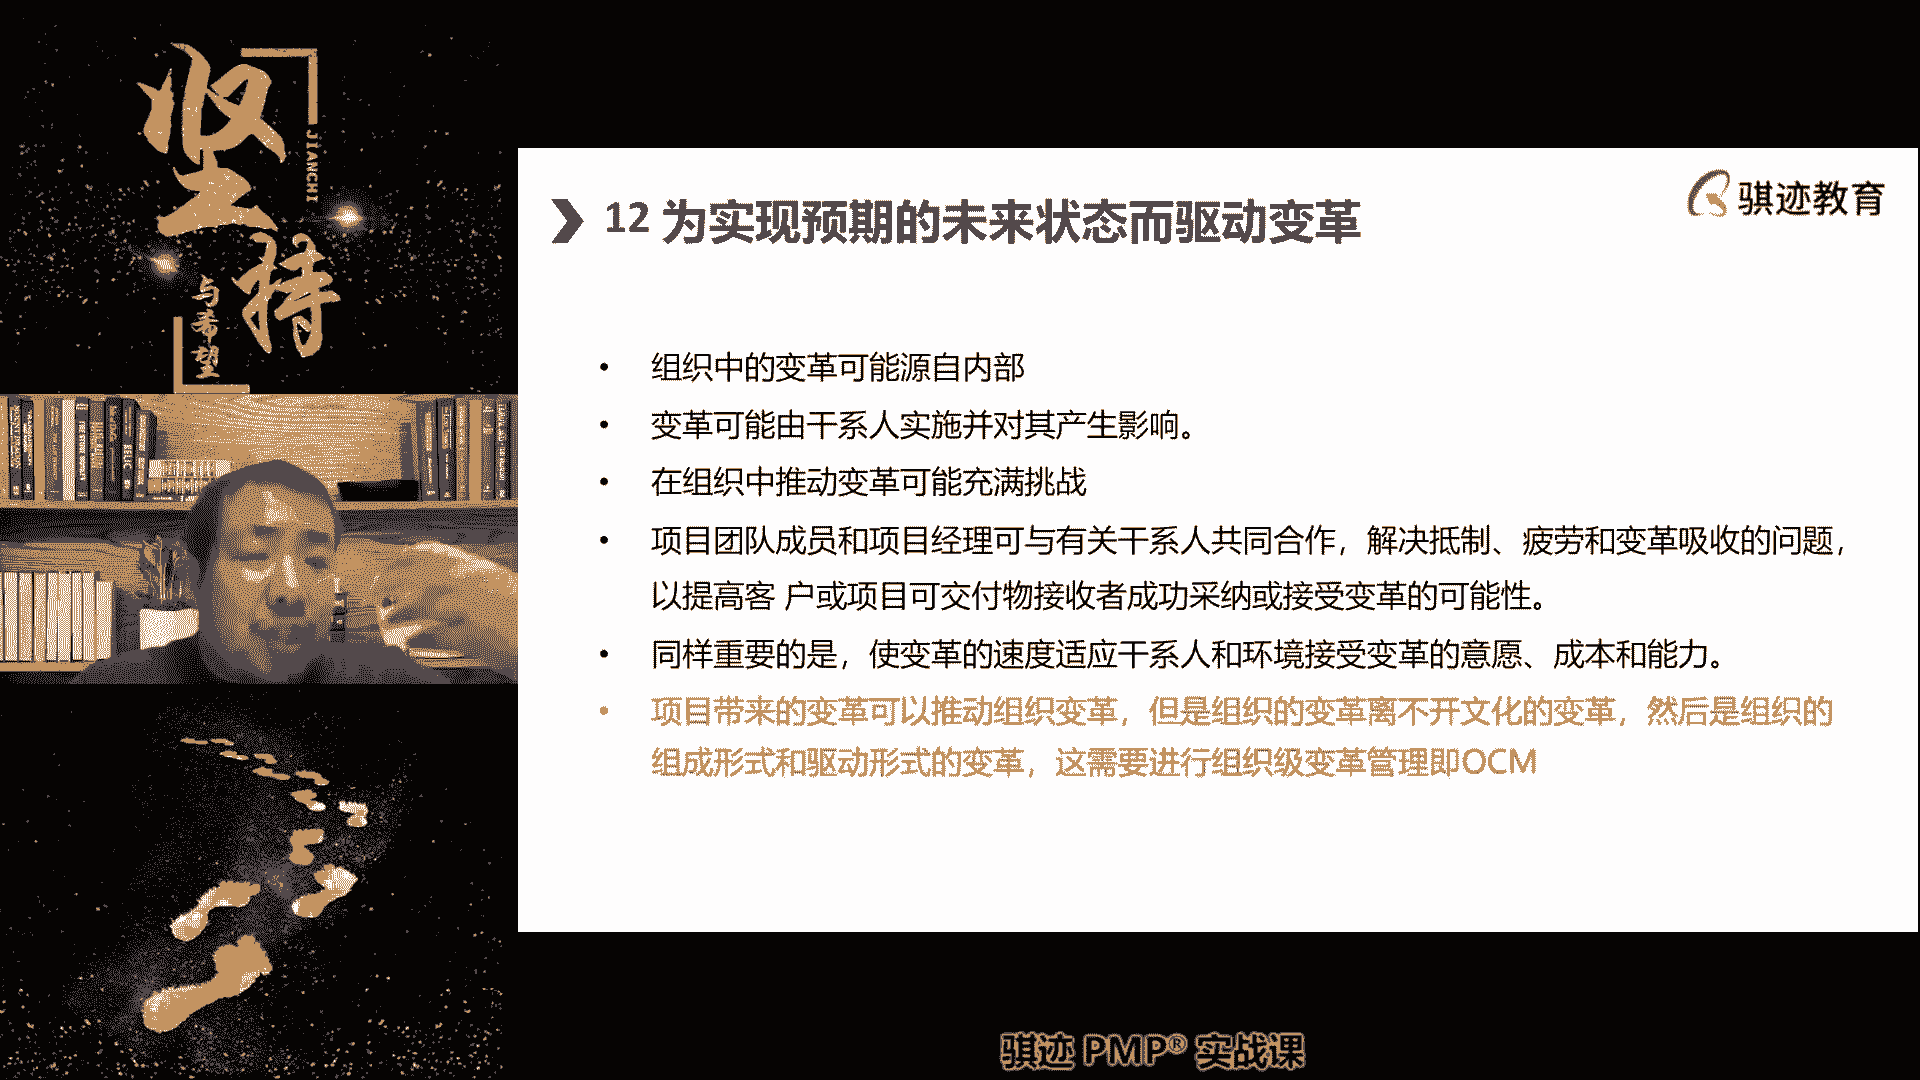 坚持
JIANCHI
与希望
骐迹教育
12 为实现预期的未来状态而驱动变革
• 组织中的变革可能源自内部
• 变革可能由干系人实施并对其产生影响。
• 在组织中推动变革可能充满挑战
• 项目团队成员和项目经理可与有关干系人共同合作，解决抵制、疲劳和变革吸收的问题，
以提高客 户或项目可交付物接收者成功采纳或接受变革的可能性。
• 同样重要的是，使变革的速度适应干系人和环境接受变革的意愿、成本和能力。
• 项目带来的变革可以推动组织变革，但是组织的变革离不开文化的变革，然后是组织的
组成形式和驱动形式的变革，这需要进行组织级变革管理即OCM
骐迹 PMP® 实战课